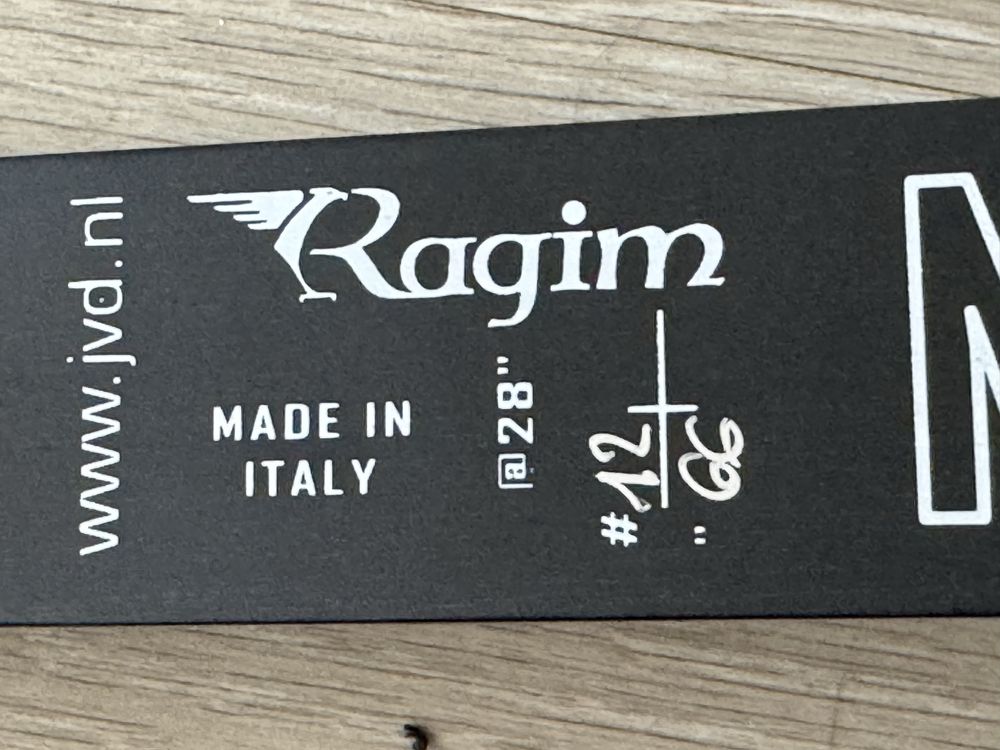 www.jvd.nl
Ragim
MADE IN
ITALY
@28"
#12
"66